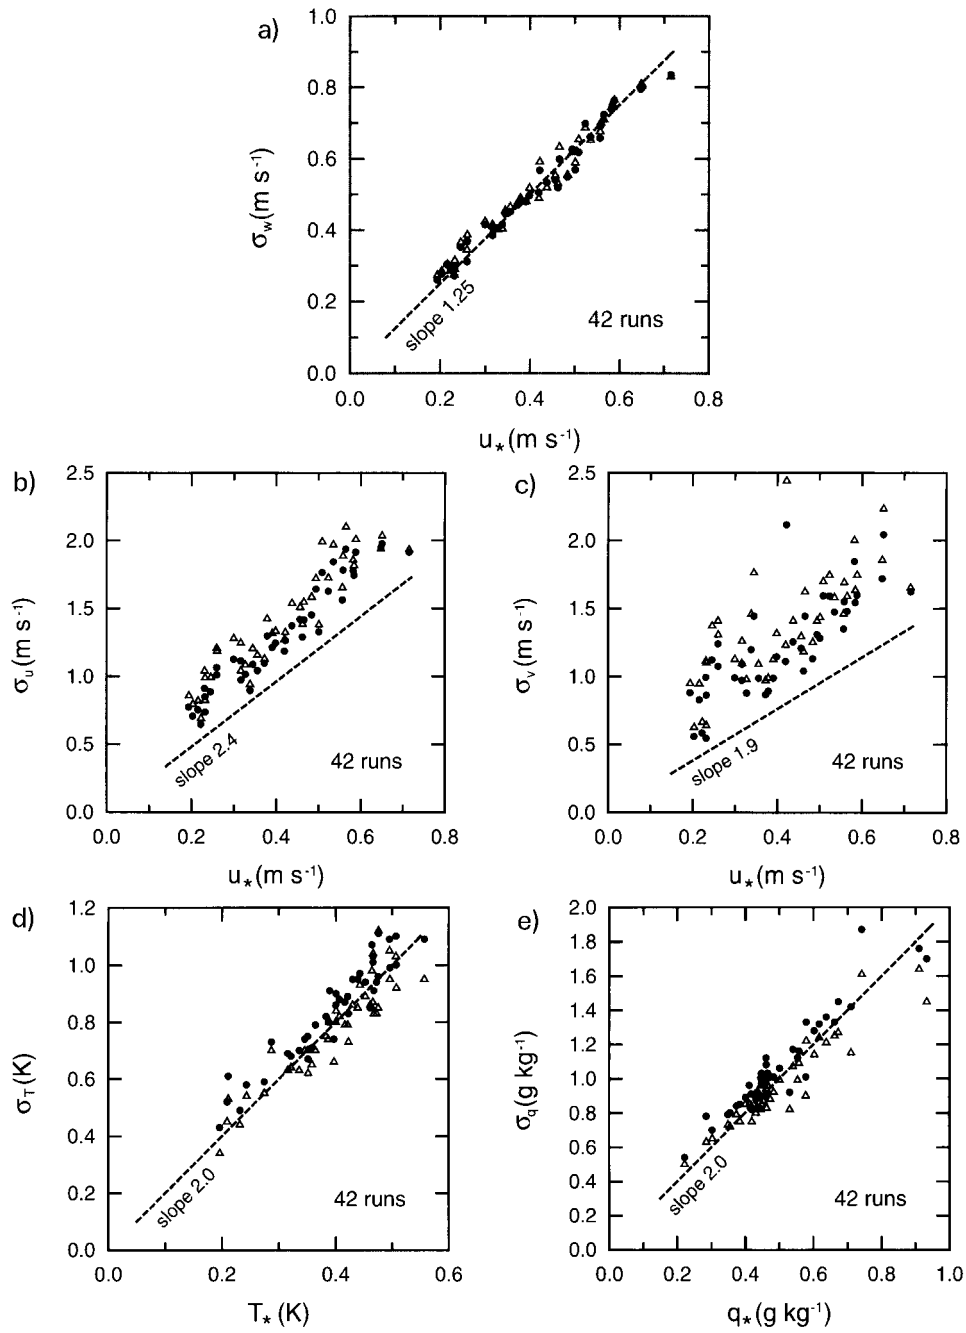 a)
1.0
0.8
0.6
0.4
0.2
0.0
σw(m s⁻¹)
slope 1.25
42 runs
0.0 0.2 0.4 0.6 0.8
u*(m s⁻¹)
b)
2.5
2.0
1.5
1.0
0.5
0.0
σu(m s⁻¹)
slope 2.4
42 runs
0.0 0.2 0.4 0.6 0.8
u*(m s⁻¹)
c)
2.5
2.0
1.5
1.0
0.5
0.0
σv(m s⁻¹)
slope 1.9
42 runs
0.0 0.2 0.4 0.6 0.8
u*(m s⁻¹)
d)
1.2
1.0
0.8
0.6
0.4
0.2
0.0
σT(K)
slope 2.0
42 runs
0.0 0.2 0.4 0.6
T*(K)
e)
2.0
1.8
1.6
1.4
1.2
1.0
0.8
0.6
0.4
0.2
0.0
σq(g kg⁻¹)
slope 2.0
42 runs
0.0 0.2 0.4 0.6 0.8 1.0
q*(g kg⁻¹)